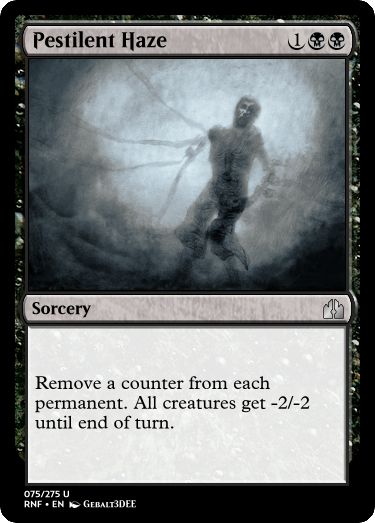 Pestilent Haze 1
Sorcery
Remove a counter from each
permanent. All creatures get -2/-2
until end of turn.
075/275 U
RNF • EN GEBALT3DEE